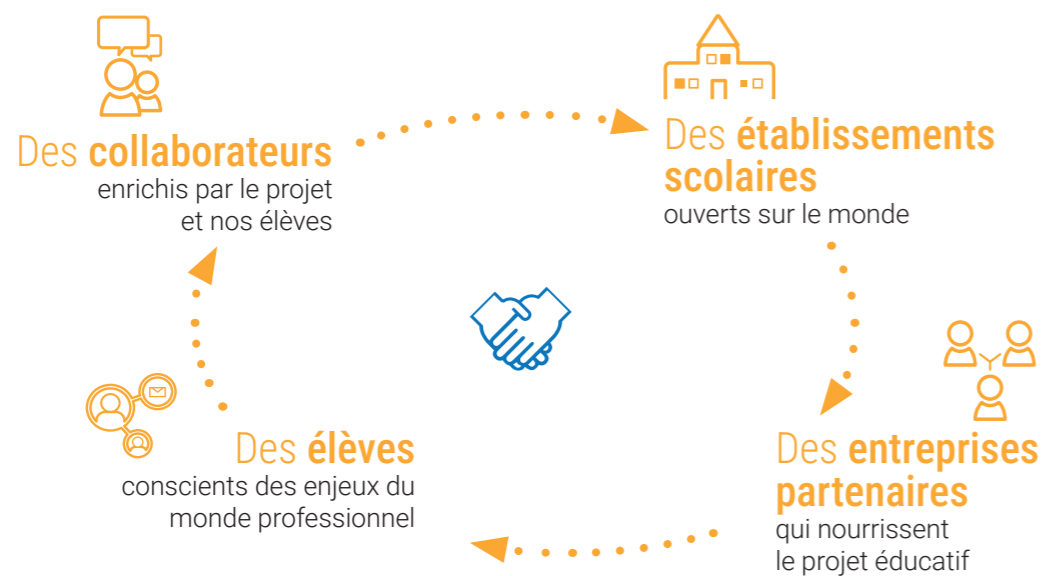 Des collaborateurs
enrichis par le projet
et nos élèves
Des établissements
scolaires
ouverts sur le monde
Des entreprises
partenaires
qui nourrissent
le projet éducatif
Des élèves
conscients des enjeux du
monde professionnel